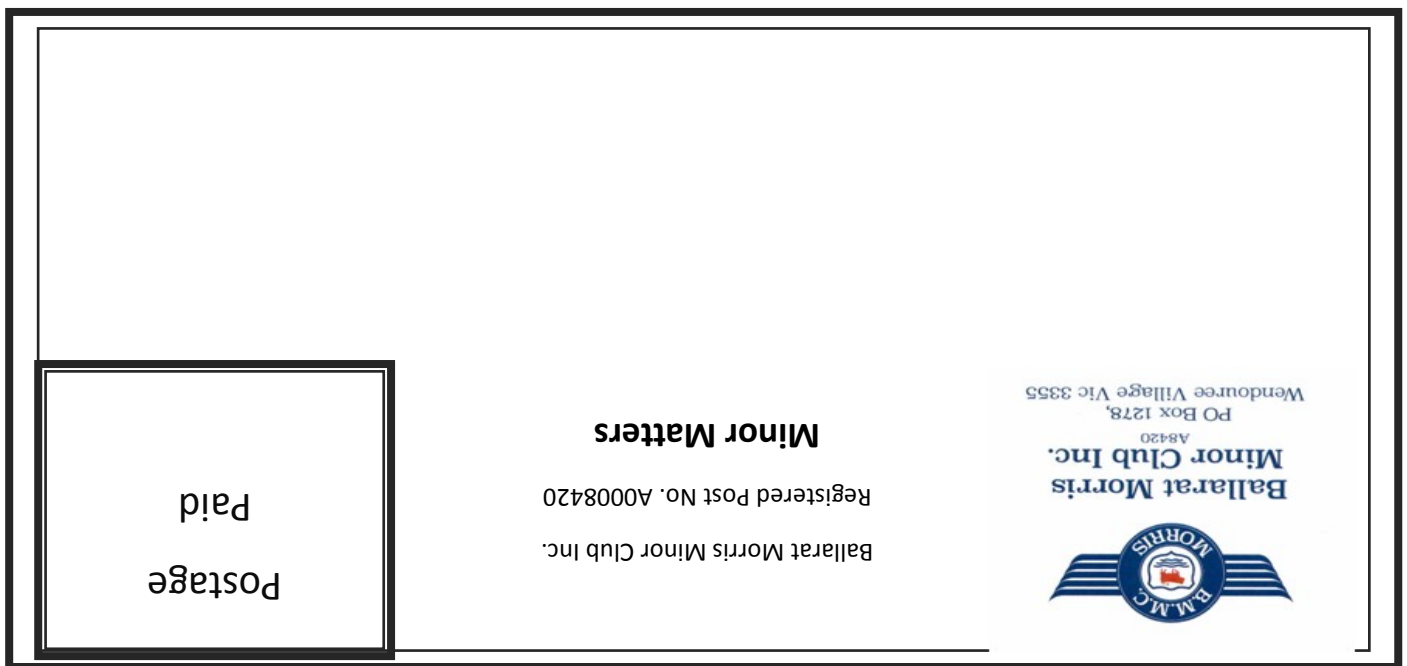 B.M.M.C.
MORRIS
Ballarat Morris
Minor Club Inc.
A8420
PO Box 1278,
Wendouree Village Vic 3355
Ballarat Morris Minor Club Inc.
Registered Post No. A0008420
Minor Matters
Postage
Paid